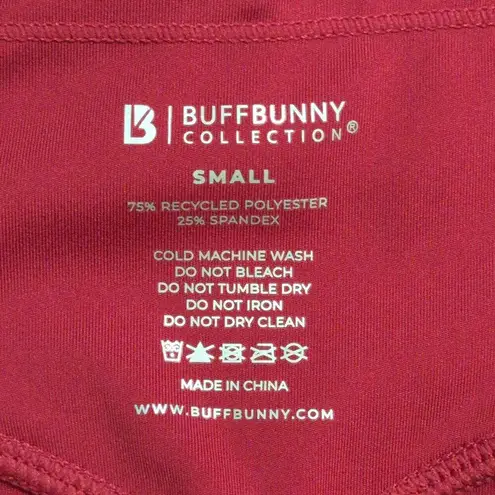 B | BUFFBUNNY
COLLECTION®
SMALL
75% RECYCLED POLYESTER
25% SPANDEX
COLD MACHINE WASH
DO NOT BLEACH
DO NOT TUMBLE DRY
DO NOT IRON
DO NOT DRY CLEAN
MADE IN CHINA
WWW.BUFFBUNNY.COM